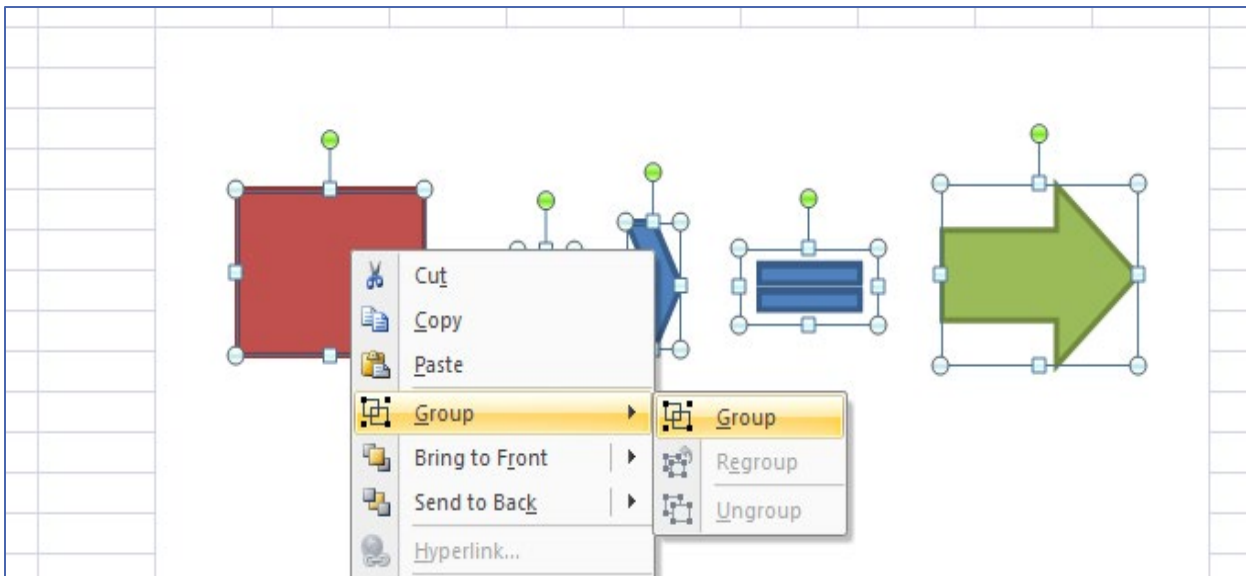 Cut
Copy
Paste
Group
Bring to Front
Send to Back
Hyperlink...
Group
Regroup
Ungroup